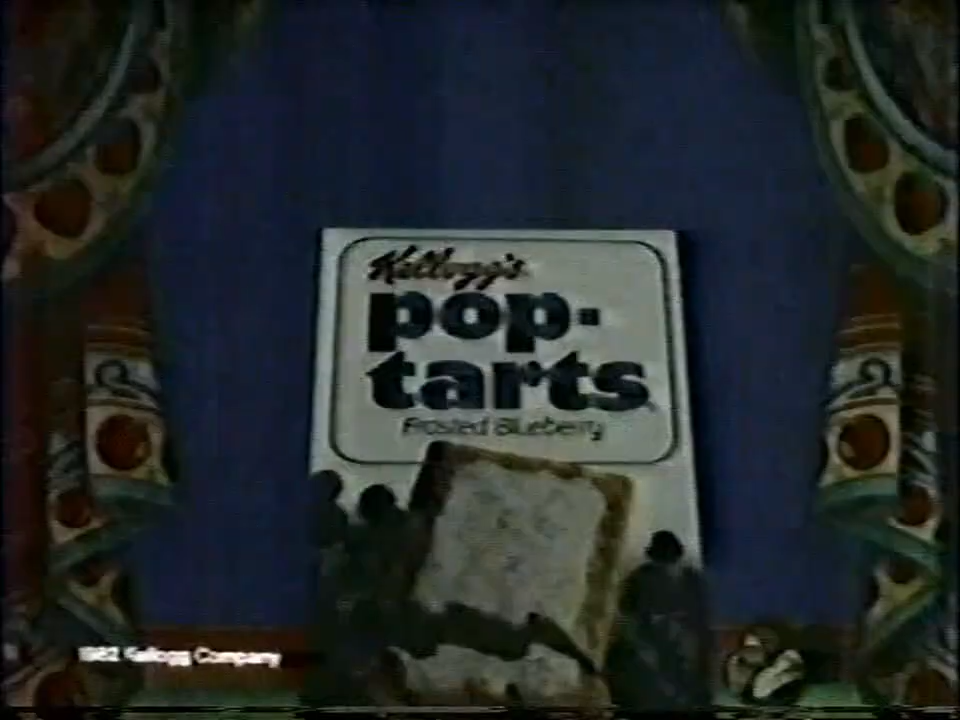 Kellogg's
pop-
tarts
Frosted Blueberry
1982 Kellogg Company